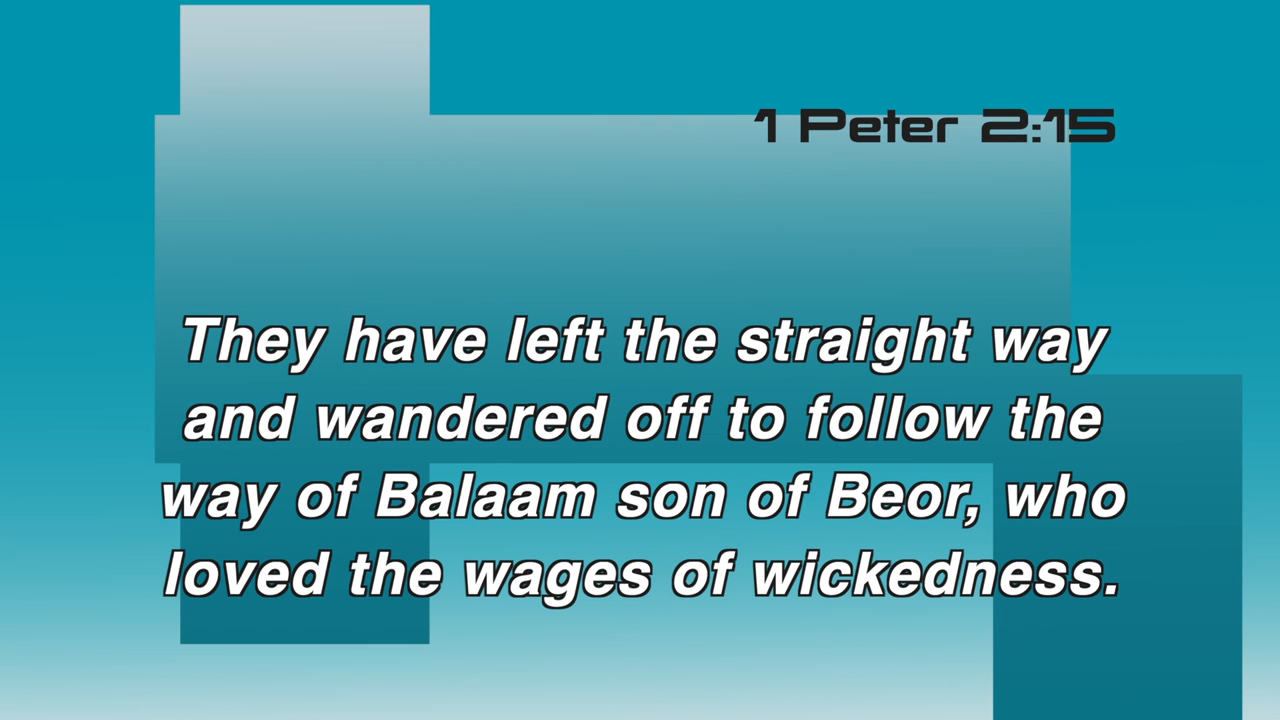 1 Peter 2:15
They have left the straight way
and wandered off to follow the
way of Balaam son of Beor, who
loved the wages of wickedness.